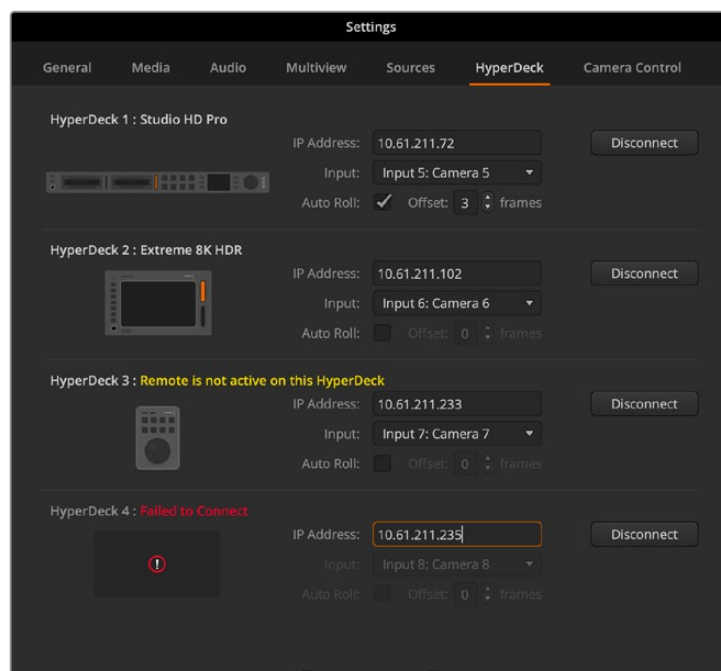 Settings
General Media Audio Multiview Sources HyperDeck Camera Control
HyperDeck 1 : Studio HD Pro
IP Address: 10.61.211.72 Disconnect
Input: Input 5: Camera 5
Auto Roll: Offset: 3 frames
HyperDeck 2 : Extreme 8K HDR
IP Address: 10.61.211.102 Disconnect
Input: Input 6: Camera 6
Auto Roll: Offset: 0 frames
HyperDeck 3 : Remote is not active on this HyperDeck
IP Address: 10.61.211.233 Disconnect
Input: Input 7: Camera 7
Auto Roll: Offset: 0 frames
HyperDeck 4 : Failed to Connect
IP Address: 10.61.211.235 Disconnect
Input: Input 8: Camera 8
Auto Roll: Offset: 0 frames